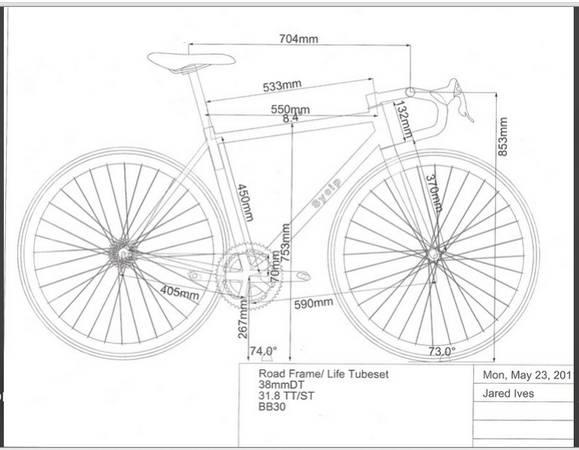 704mm
533mm
550mm
8.4
132mm
853mm
450mm
370mm
753mm
70mm
405mm
590mm
267mm
74.0°
73.0°
Road Frame/ Life Tubeset
38mmDT
31.8 TT/ST
BB30
Mon, May 23, 201
Jared Ives